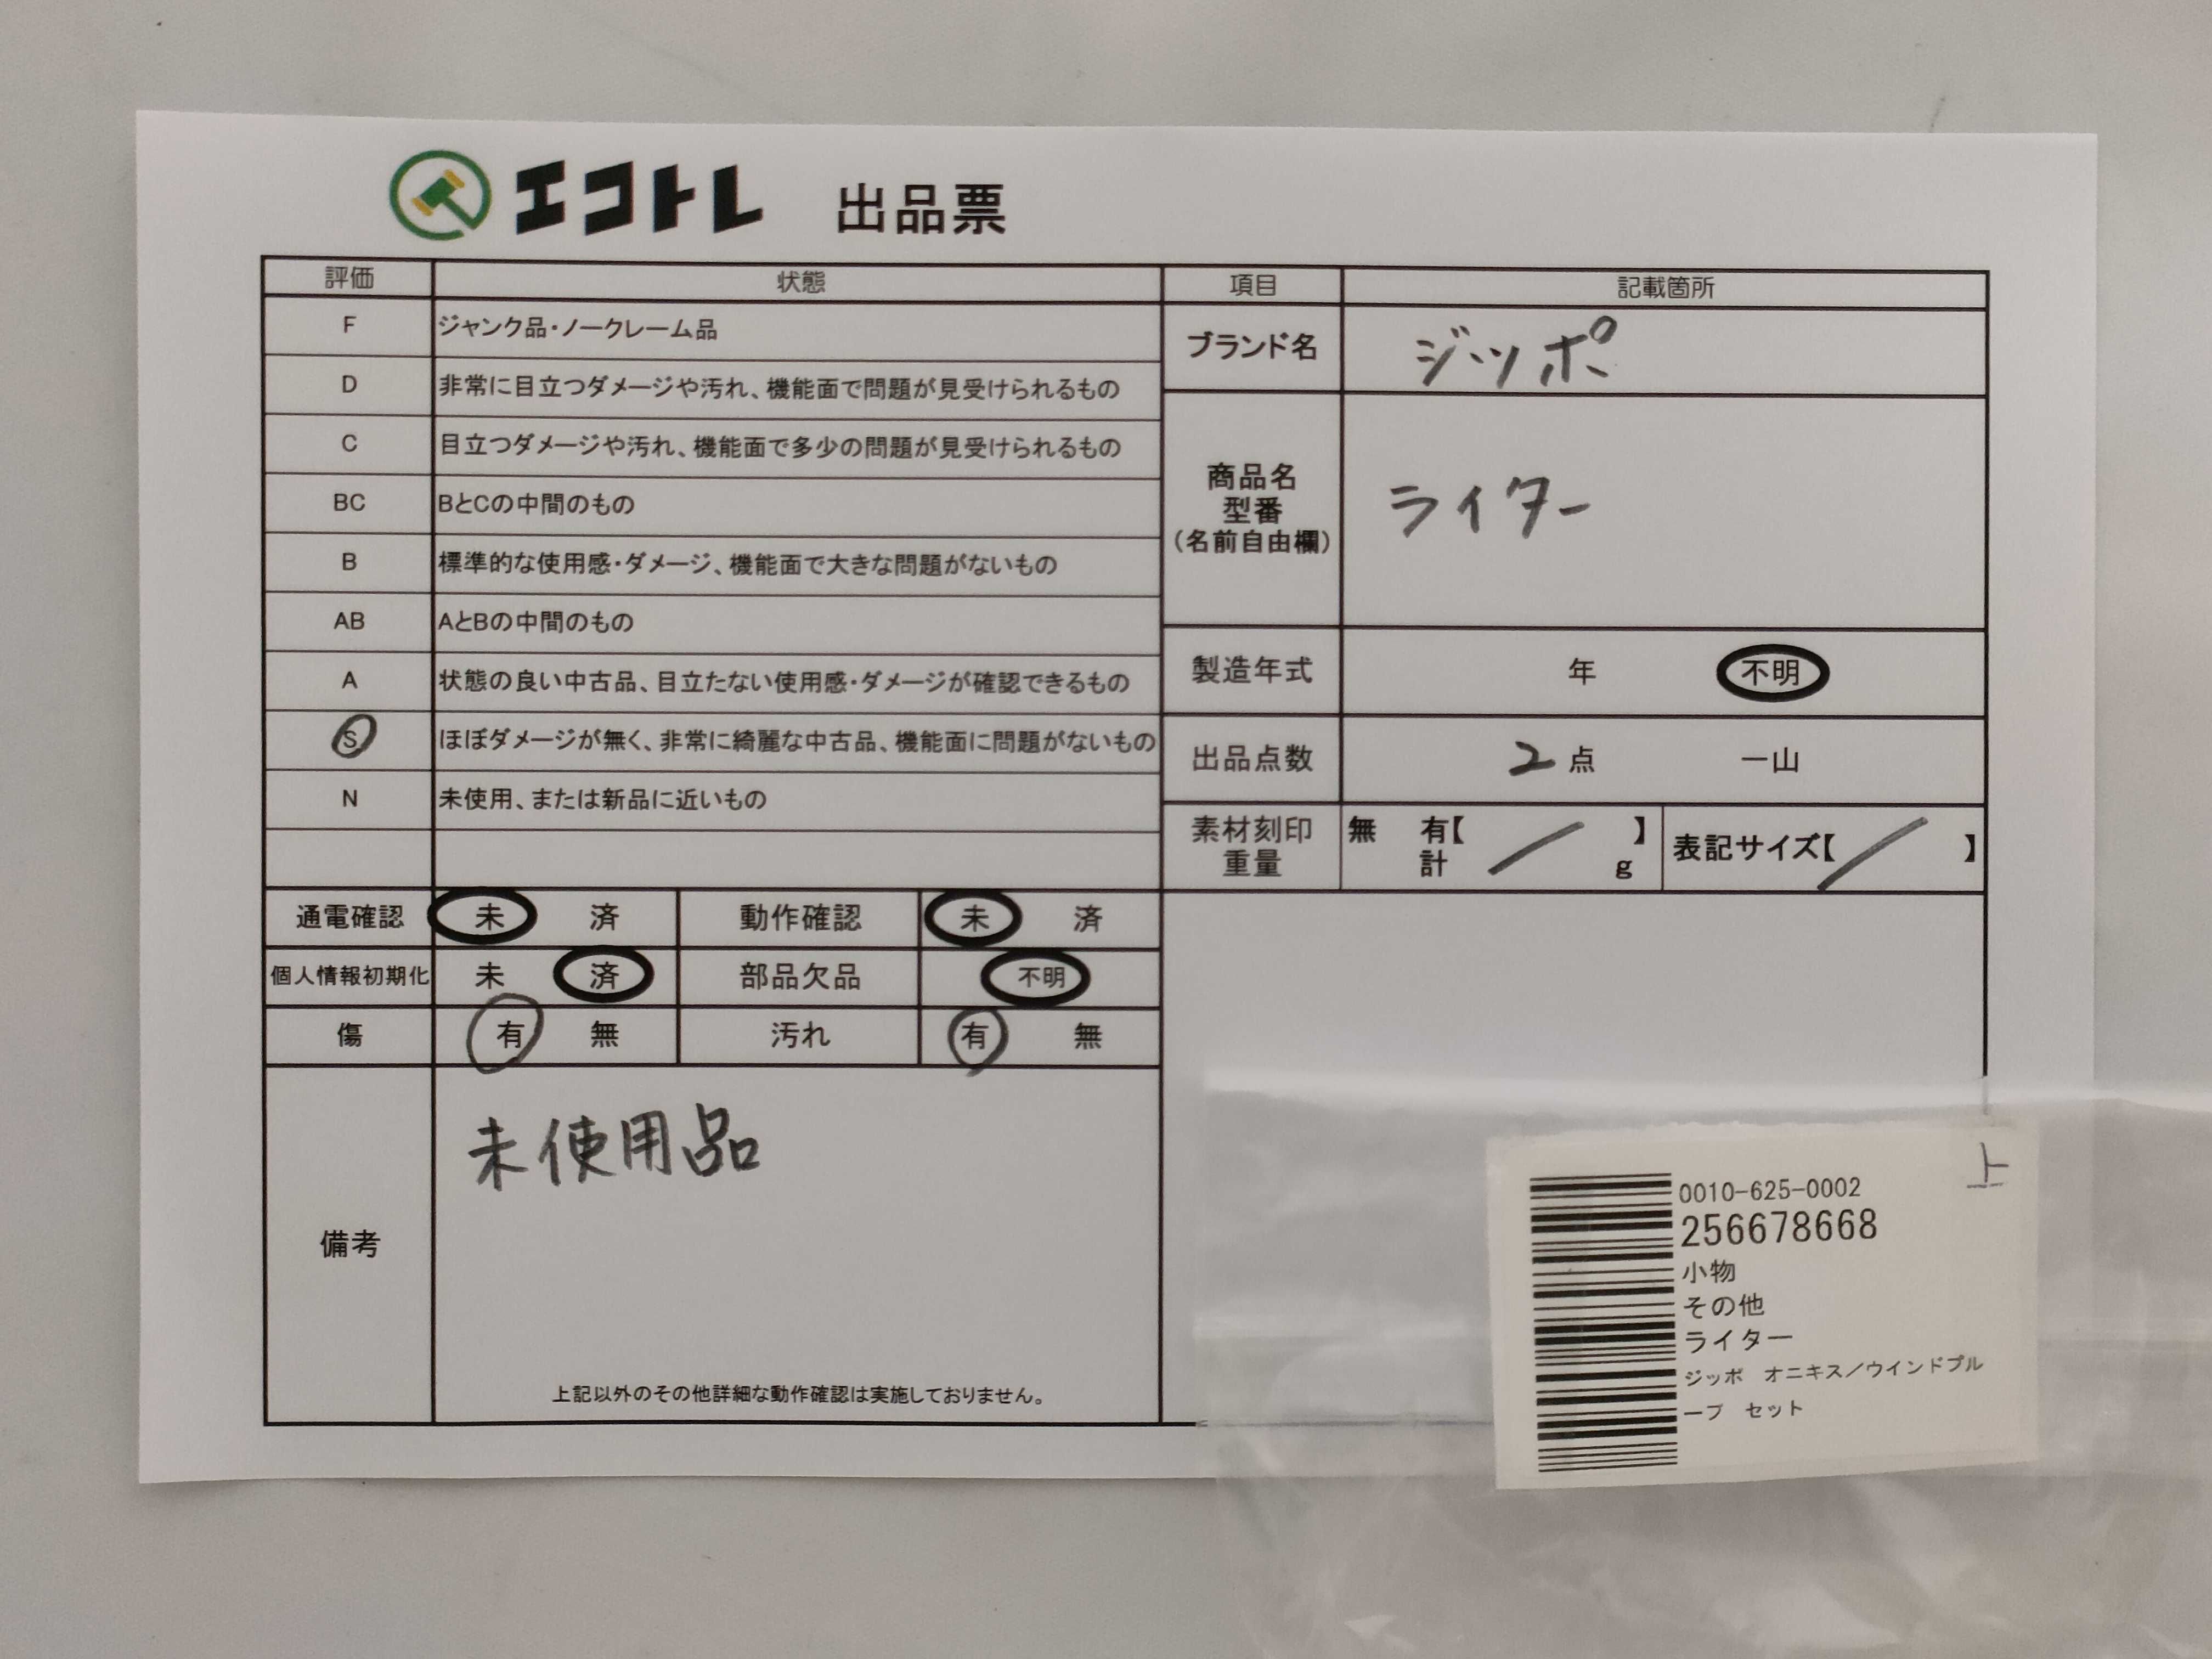 エコトレ 出品票
評価 状態 項目 記載箇所
F ジャンク品・ノークレーム品
D 非常に目立つダメージや汚れ、機能面で問題が見受けられるもの
C 目立つダメージや汚れ、機能面で多少の問題が見受けられるもの
BC BとCの中間のもの
B 標準的な使用感・ダメージ、機能面で大きな問題がないもの
AB AとBの中間のもの
A 状態の良い中古品、目立たない使用感・ダメージが確認できるもの
S ほぼダメージが無く、非常に綺麗な中古品、機能面に問題がないもの
N 未使用、または新品に近いもの
ブランド名 ジッポ
商品名
型番
（名前自由欄）
ライター
製造年式 年 不明
出品点数 2点 一山
素材刻印
重量
無 有【 】
計 g
表記サイズ【 】
通電確認 未 済 動作確認 未 済
個人情報初期化 未 済 部品欠品 不明
傷 有 無 汚れ 有 無
備考
未使用品
上記以外のその他詳細な動作確認は実施しておりません。
上
0010-625-0002
256678668
小物
その他
ライター
ジッポ オニキス／ウインドプル
ーフ セット